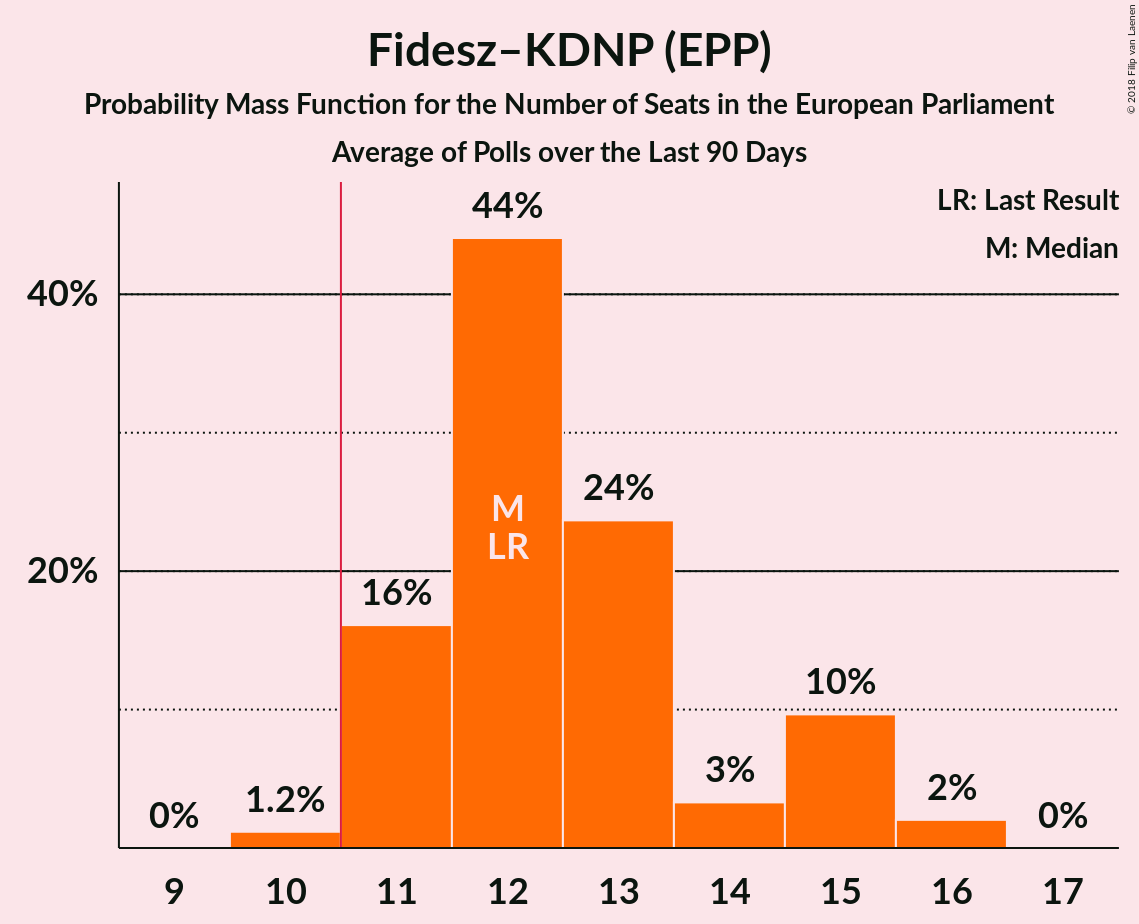 Fidesz–KDNP (EPP)
Probability Mass Function for the Number of Seats in the European Parliament
Average of Polls over the Last 90 Days
© 2018 Filip van Laenen
LR: Last Result
M: Median
40%
20%
0%
1.2%
16%
44%
M
LR
24%
3%
10%
2%
0%
9 10 11 12 13 14 15 16 17